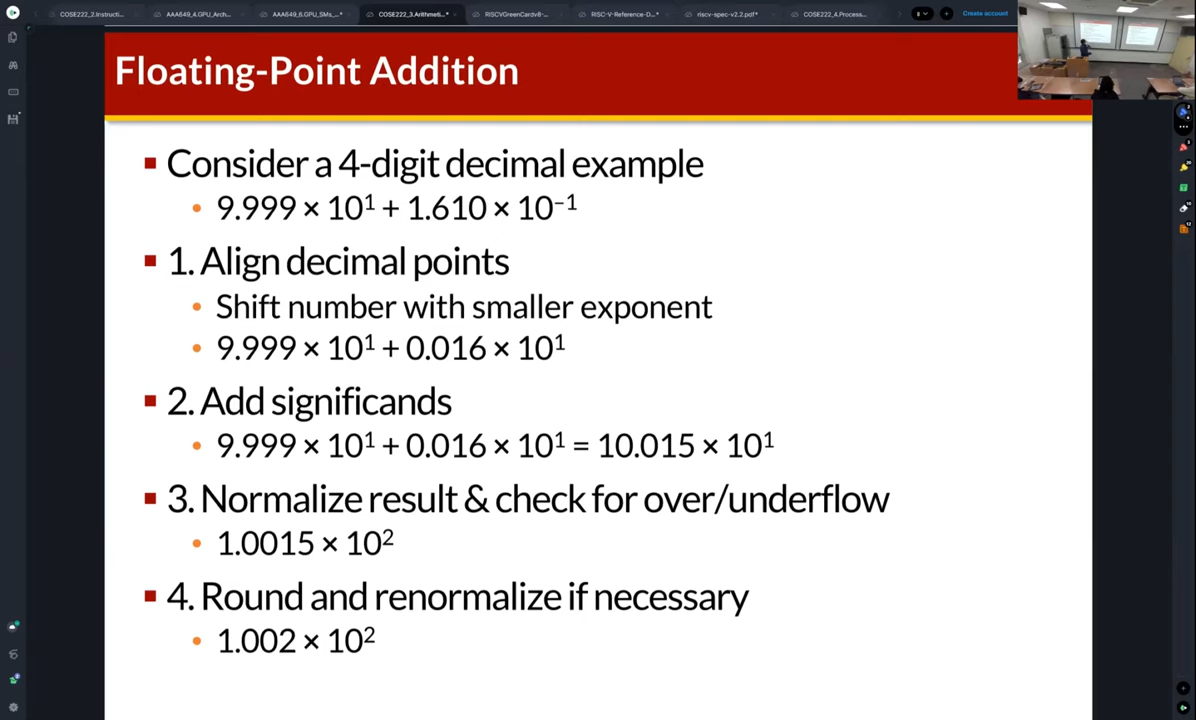 COSE222_2.Instructi...
AAA649_4.GPU_Arch...
AAA649_6.GPU_SMs_...*
COSE222_3.Arithmeti...*
RISCVGreenCardv8-...
RISC-V-Reference-D...*
riscv-spec-v2.2.pdf*
COSE222_4.Process...
Create account
Floating-Point Addition
▪ Consider a 4-digit decimal example
• 9.999 × 10¹ + 1.610 × 10⁻¹
▪ 1. Align decimal points
• Shift number with smaller exponent
• 9.999 × 10¹ + 0.016 × 10¹
▪ 2. Add significands
• 9.999 × 10¹ + 0.016 × 10¹ = 10.015 × 10¹
▪ 3. Normalize result & check for over/underflow
• 1.0015 × 10²
▪ 4. Round and renormalize if necessary
• 1.002 × 10²